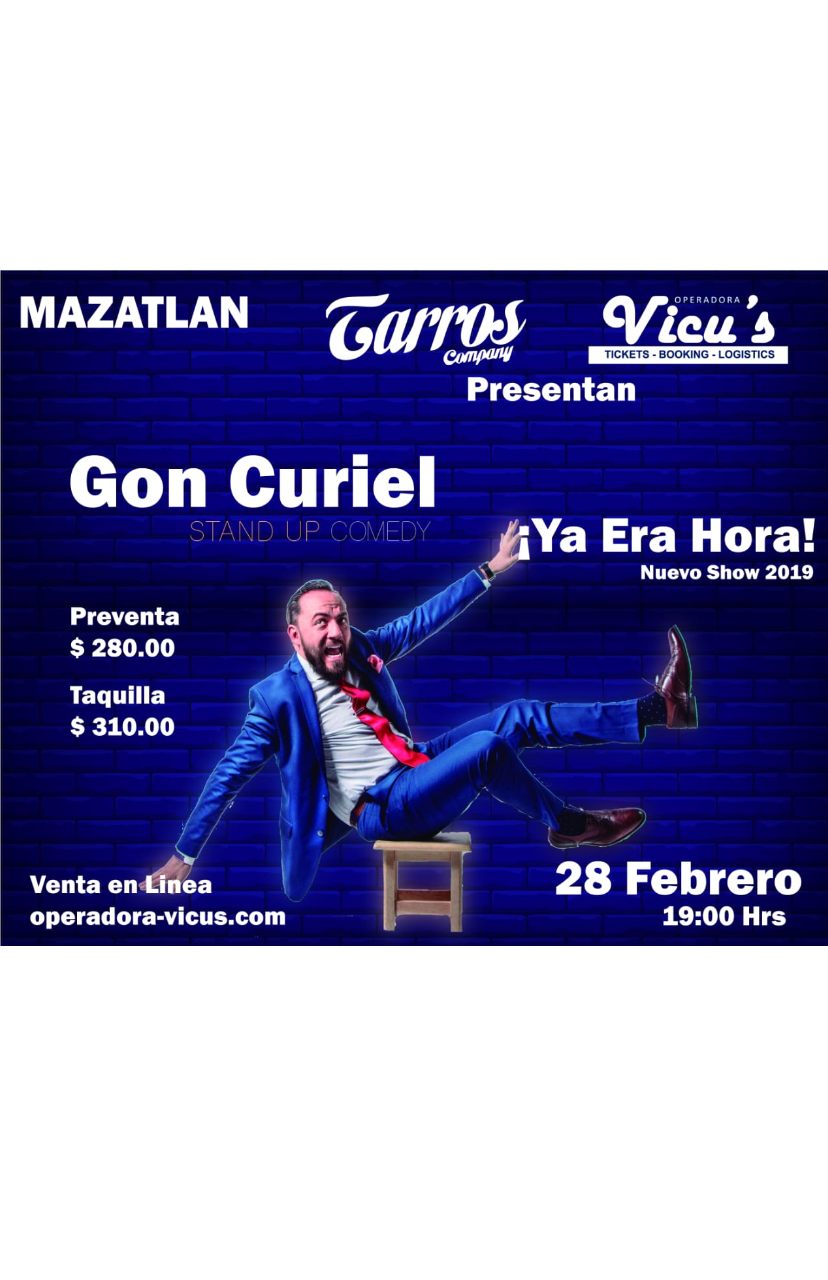 MAZATLAN
Tarros
Company
OPERADORA
Vicu's
TICKETS - BOOKING - LOGISTICS
Presentan
Gon Curiel
STAND UP COMEDY
¡Ya Era Hora!
Nuevo Show 2019
Preventa
$ 280.00
Taquilla
$ 310.00
Venta en Linea
operadora-vicus.com
28 Febrero
19:00 Hrs